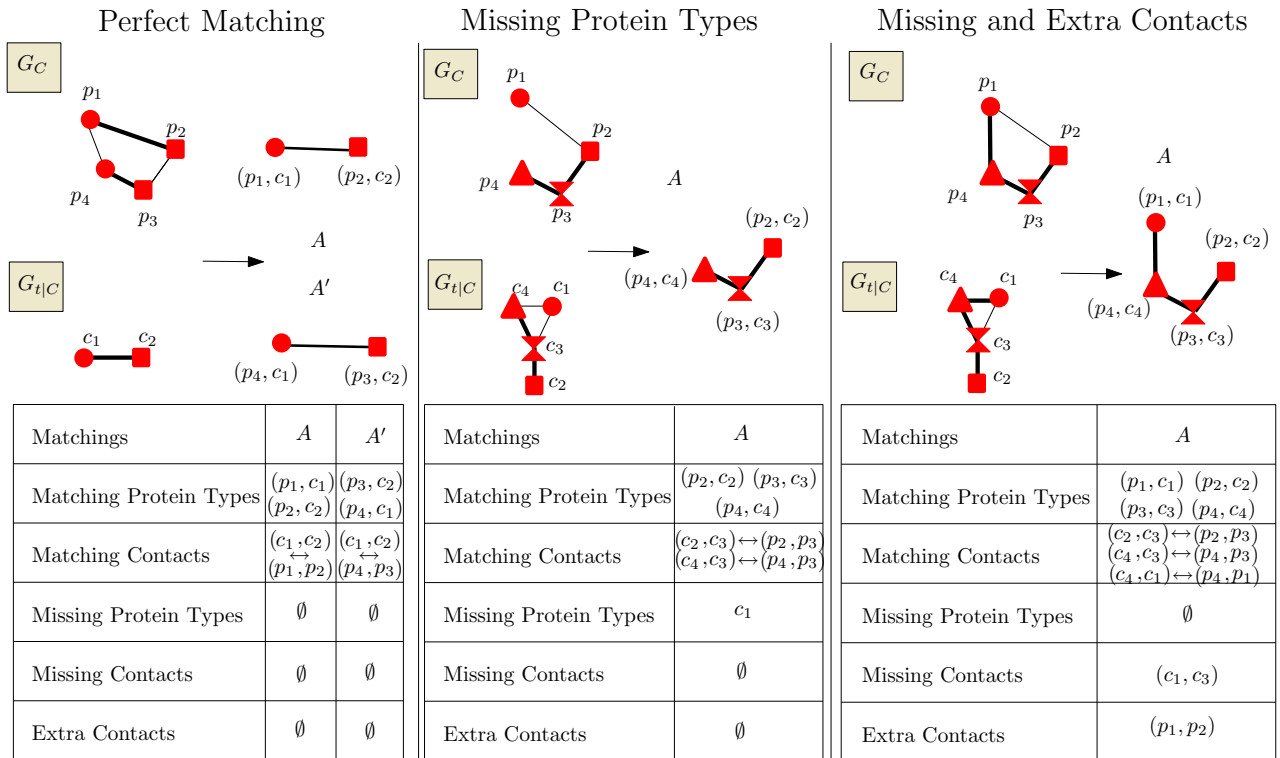 Perfect Matching
G_C
p_1
p_2
p_4
p_3
(p_1, c_1)
(p_2, c_2)
A
A′
G_{t|C}
c_1
c_2
(p_4, c_1)
(p_3, c_2)
Matchings A A′
Matching Protein Types (p_1, c_1) (p_2, c_2) (p_3, c_2) (p_4, c_1)
Matching Contacts (c_1, c_2) ↔ (p_1, p_2) (c_1, c_2) ↔ (p_4, p_3)
Missing Protein Types ∅ ∅
Missing Contacts ∅ ∅
Extra Contacts ∅ ∅
Missing Protein Types
G_C
p_1
p_2
p_4
p_3
A
(p_2, c_2)
(p_4, c_4)
(p_3, c_3)
G_{t|C}
c_4
c_1
c_3
c_2
Matchings A
Matching Protein Types (p_2, c_2) (p_3, c_3)
(p_4, c_4)
Matching Contacts (c_2, c_3)↔(p_2, p_3)
(c_4, c_3)↔(p_4, p_3)
Missing Protein Types c_1
Missing Contacts ∅
Extra Contacts ∅
Missing and Extra Contacts
G_C
p_1
p_2
p_4
p_3
A
(p_1, c_1)
(p_2, c_2)
(p_4, c_4)
(p_3, c_3)
G_{t|C}
c_4
c_1
c_3
c_2
Matchings A
Matching Protein Types (p_1, c_1) (p_2, c_2)
(p_3, c_3) (p_4, c_4)
Matching Contacts (c_2, c_3)↔(p_2, p_3)
(c_4, c_3)↔(p_4, p_3)
(c_4, c_1)↔(p_4, p_1)
Missing Protein Types ∅
Missing Contacts (c_1, c_3)
Extra Contacts (p_1, p_2)